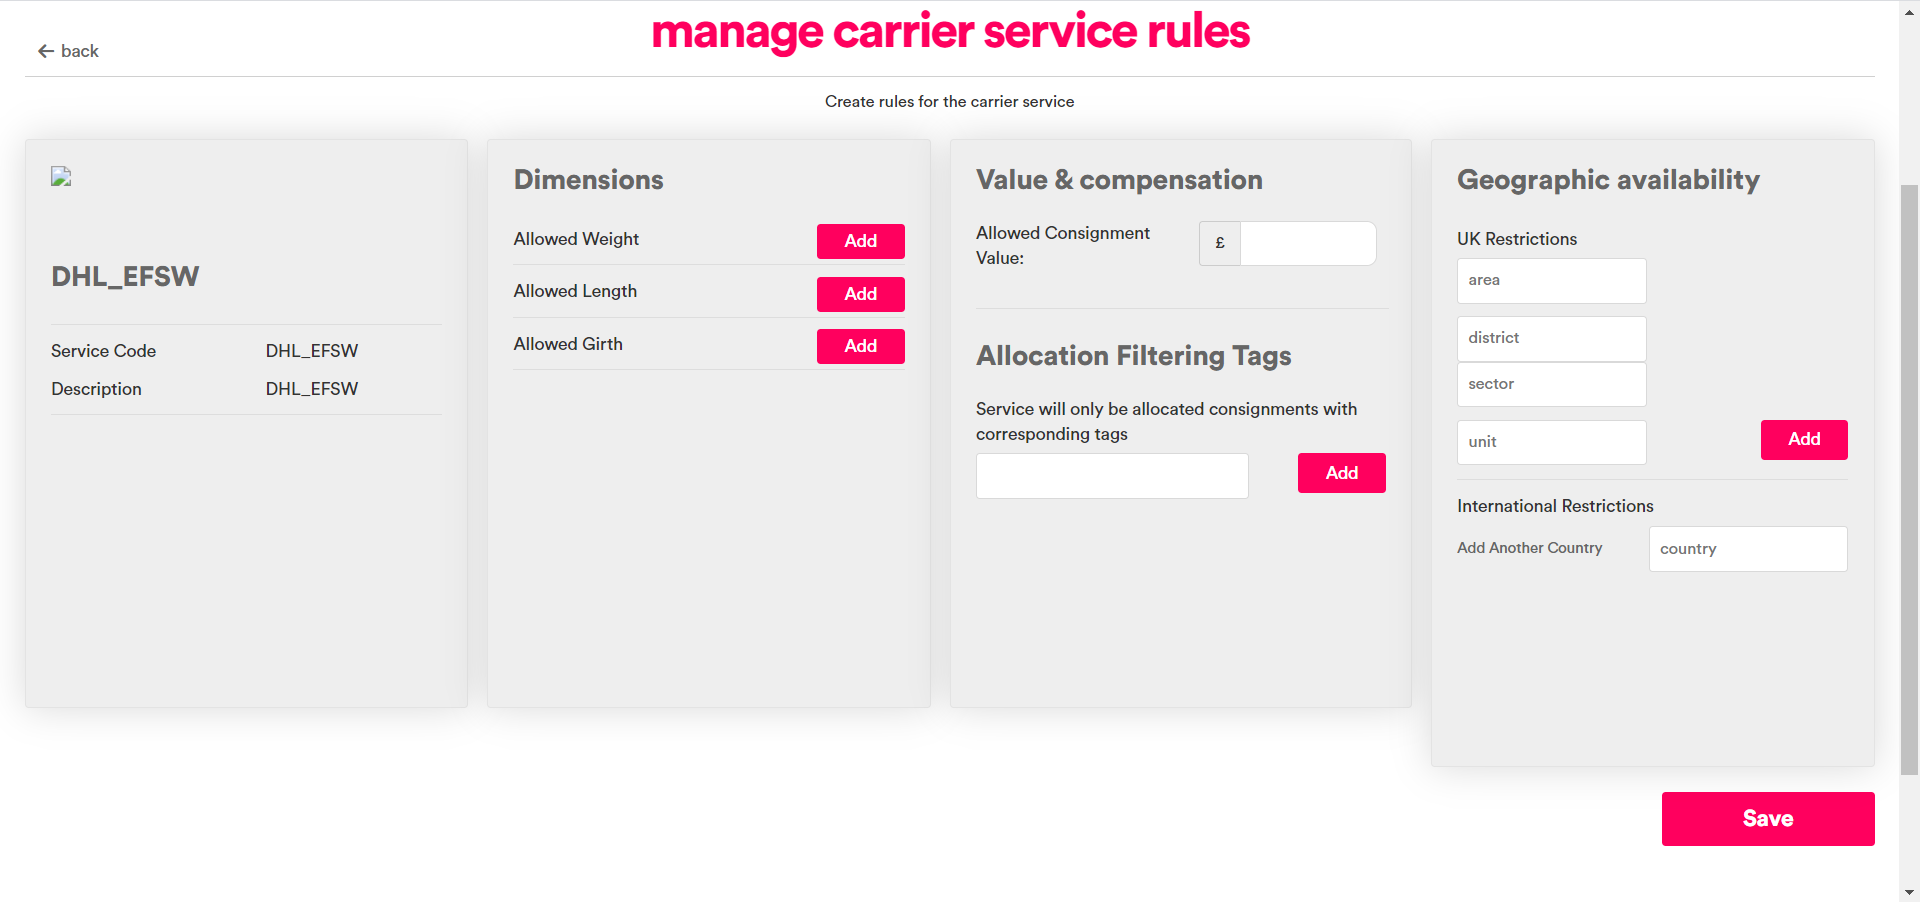 manage carrier service rules
back
Create rules for the carrier service
DHL_EFSW
Service Code DHL_EFSW
Description DHL_EFSW
Dimensions
Allowed Weight Add
Allowed Length Add
Allowed Girth Add
Value & compensation
Allowed Consignment
Value:
£
Allocation Filtering Tags
Service will only be allocated consignments with
corresponding tags
Add
Geographic availability
UK Restrictions
area
district
sector
unit Add
International Restrictions
Add Another Country country
Save